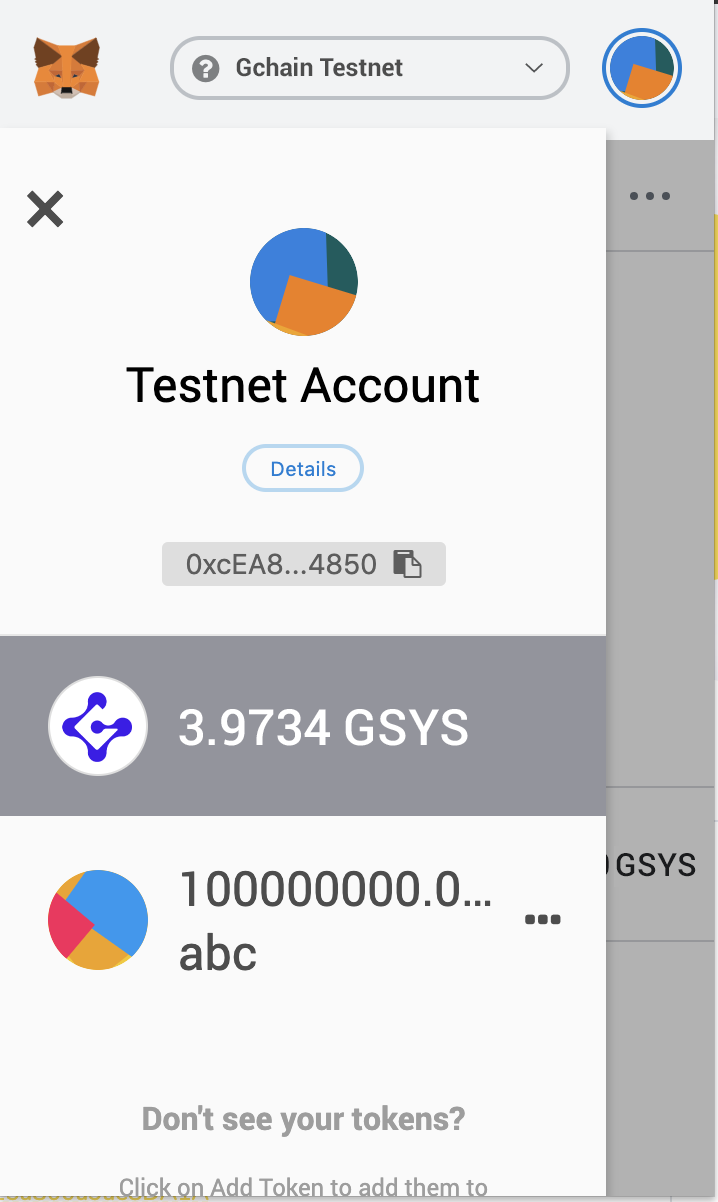 Gchain Testnet
Testnet Account
Details
0xcEA8...4850
3.9734 GSYS
GSYS
100000000.0...
abc
Don't see your tokens?
Click on Add Token to add them to